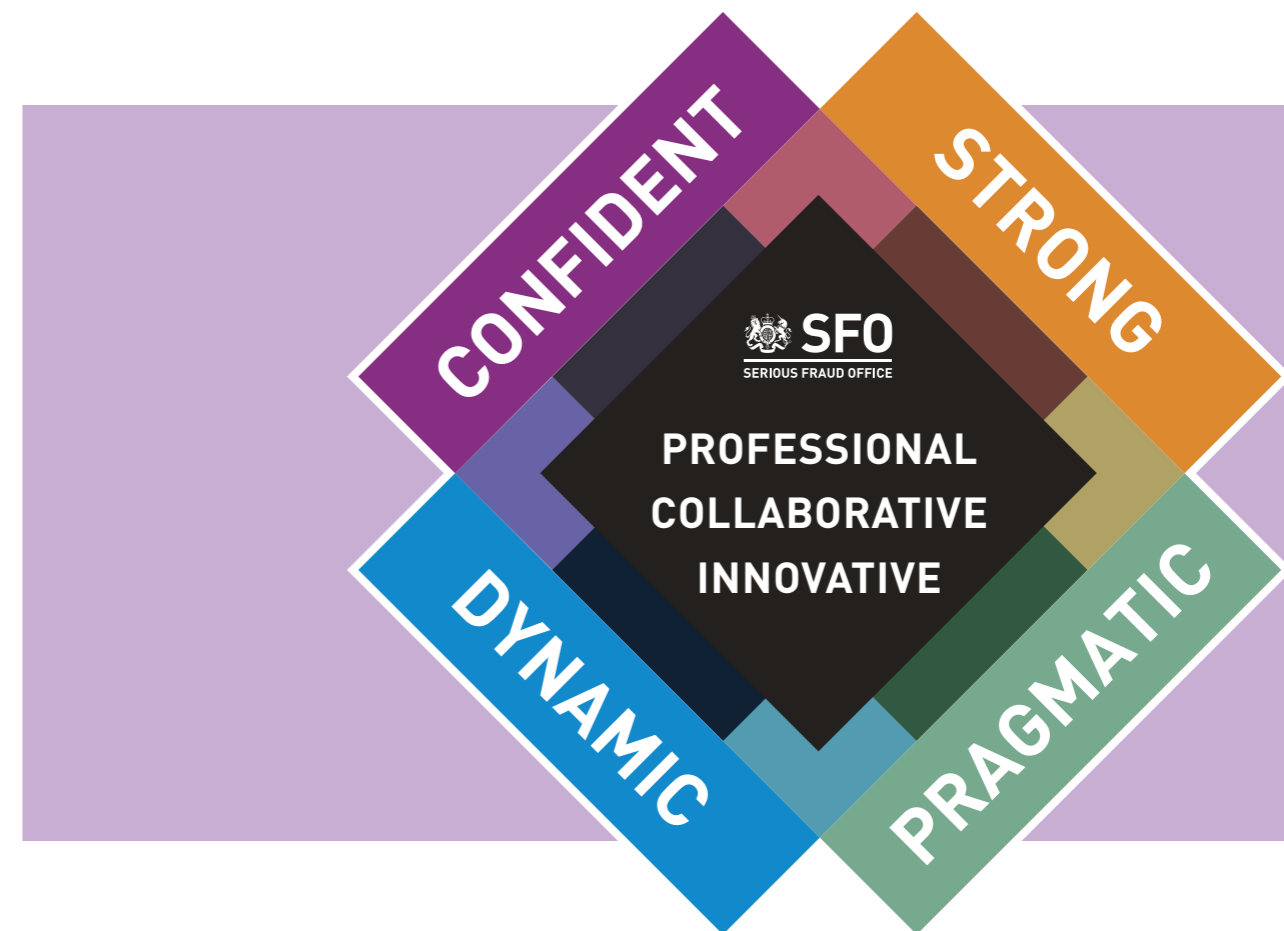 CONFIDENT
STRONG
SFO
SERIOUS FRAUD OFFICE
PROFESSIONAL
COLLABORATIVE
INNOVATIVE
DYNAMIC
PRAGMATIC